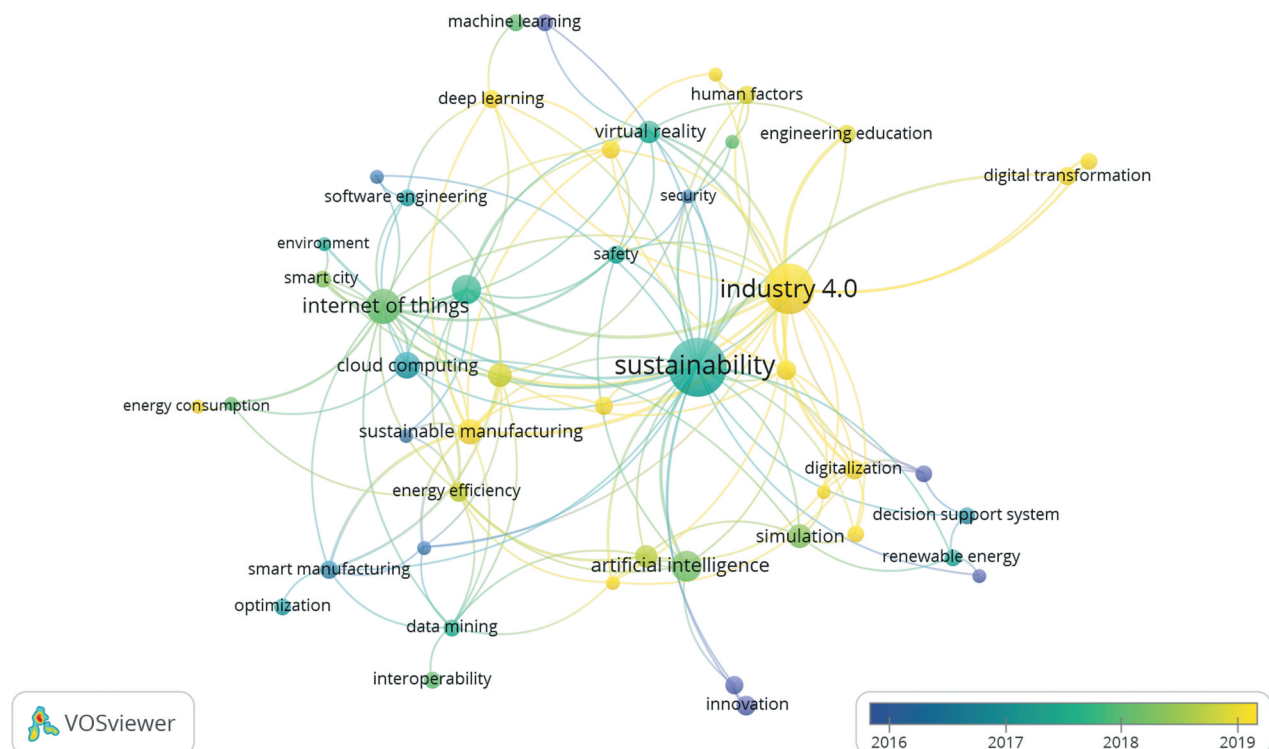 machine learning
deep learning
human factors
virtual reality
engineering education
digital transformation
software engineering
security
environment
safety
smart city
internet of things
industry 4.0
cloud computing
sustainability
energy consumption
sustainable manufacturing
digitalization
energy efficiency
decision support system
simulation
renewable energy
smart manufacturing
artificial intelligence
optimization
data mining
interoperability
innovation
VOSviewer
2016 2017 2018 2019